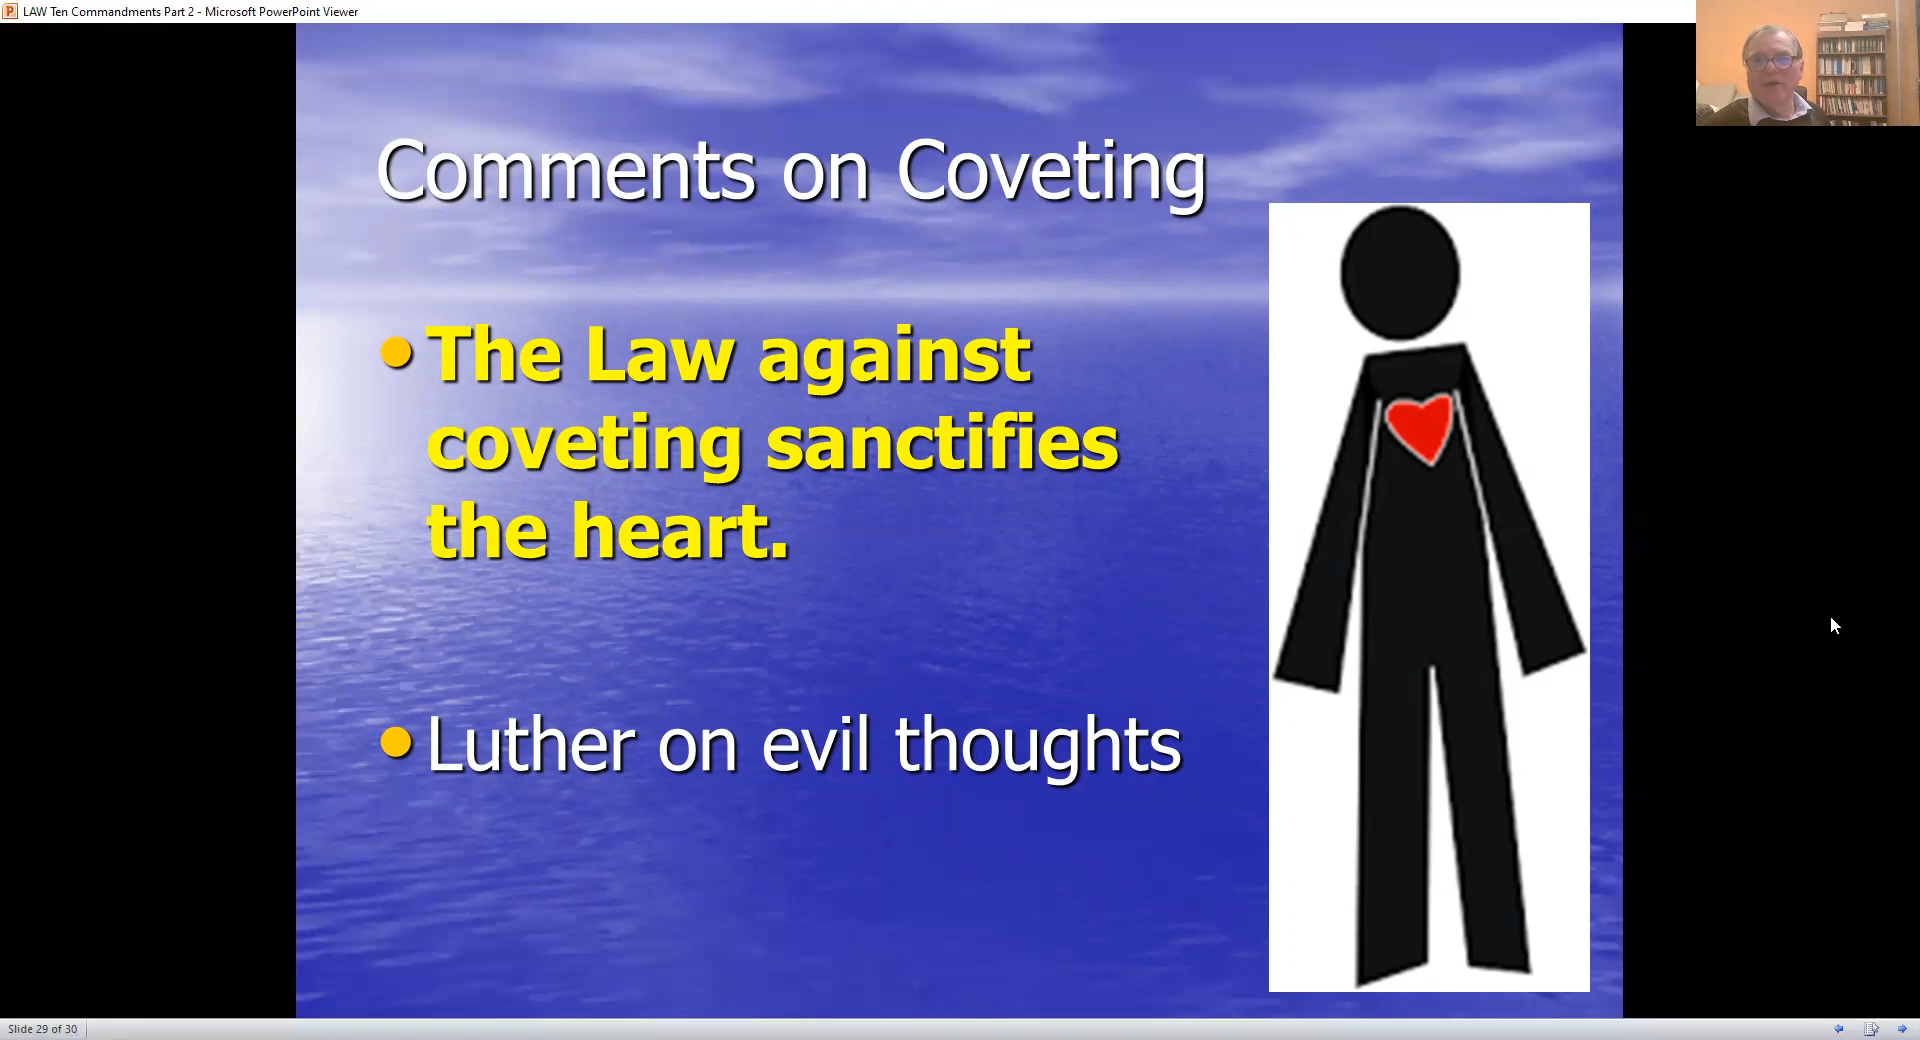 LAW Ten Commandments Part 2 - Microsoft PowerPoint Viewer
Comments on Coveting
The Law against
coveting sanctifies
the heart.
Luther on evil thoughts
Slide 29 of 30